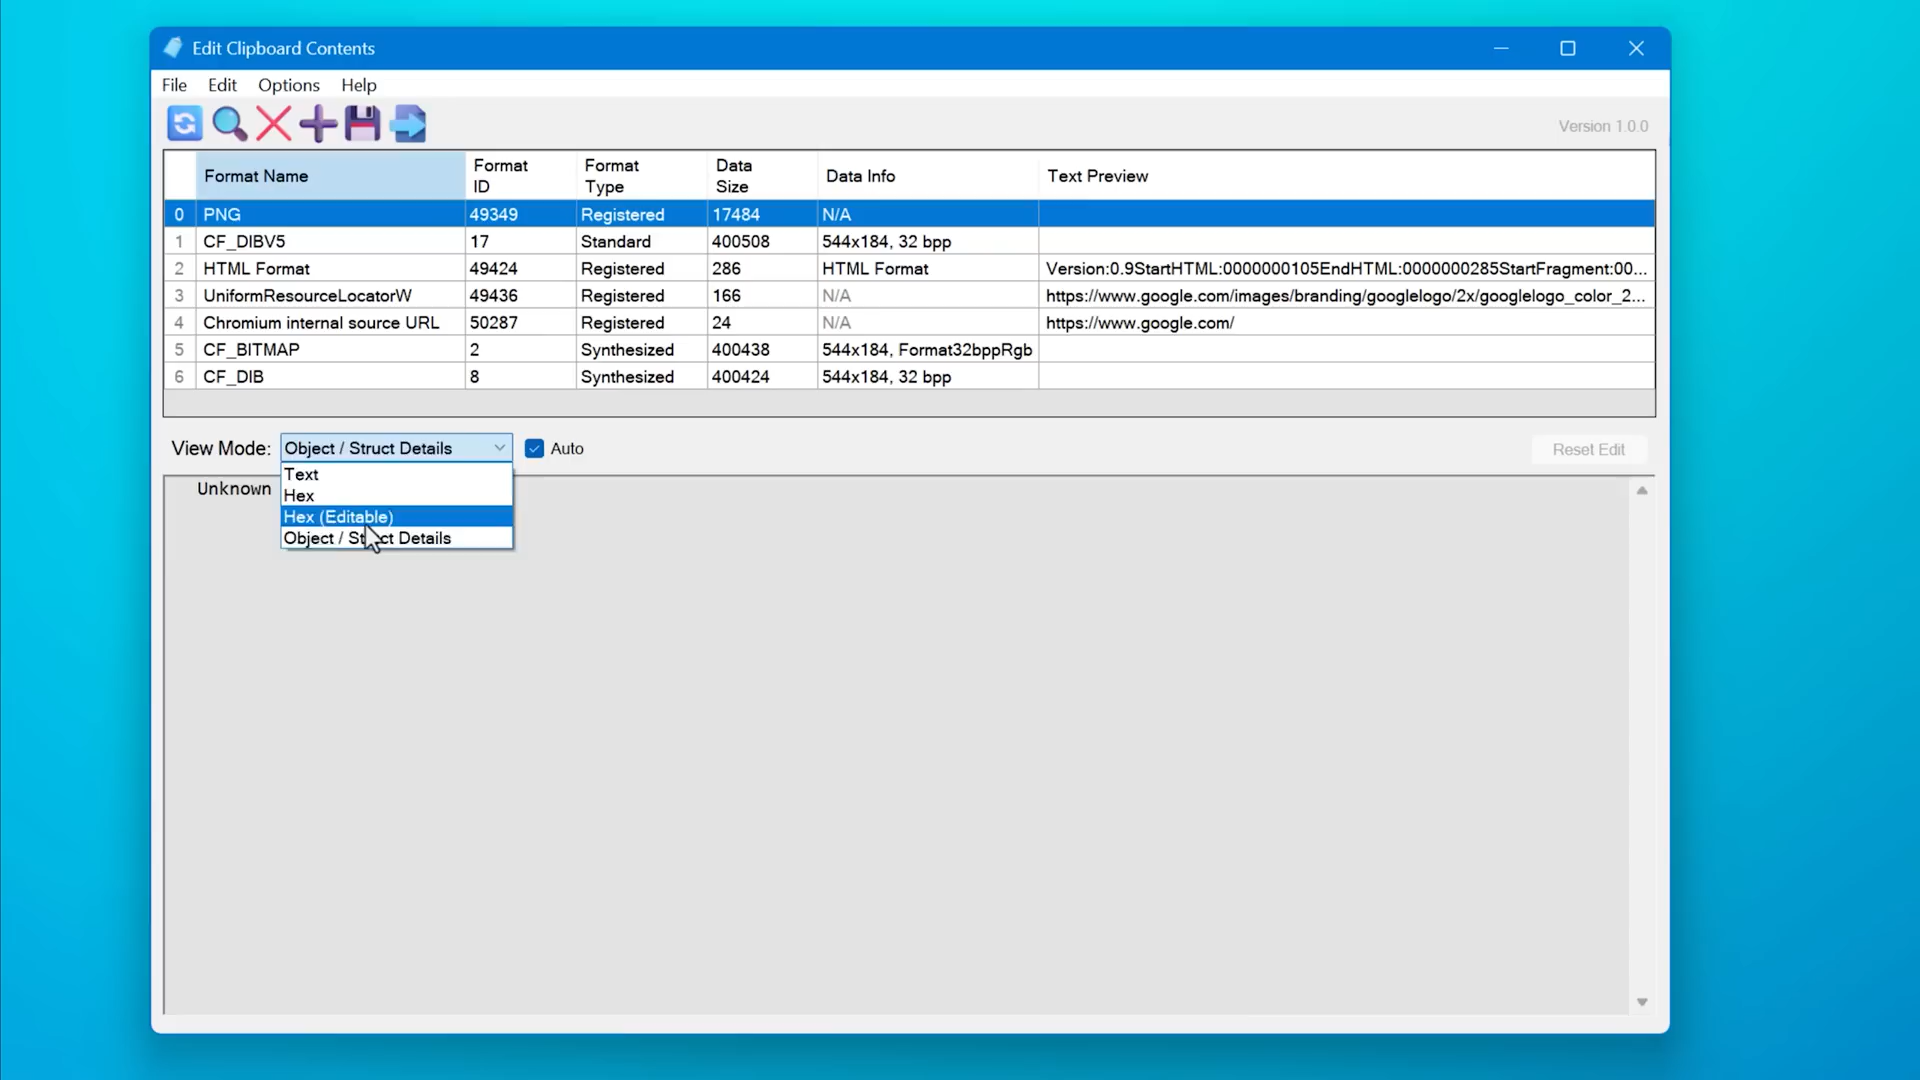 Edit Clipboard Contents
File Edit Options Help
Version 1.0.0
Format Name Format ID Format Type Data Size Data Info Text Preview
0 PNG 49349 Registered 17484 N/A
1 CF_DIBV5 17 Standard 400508 544x184, 32 bpp
2 HTML Format 49424 Registered 286 HTML Format Version:0.9StartHTML:0000000105EndHTML:0000000285StartFragment:00...
3 UniformResourceLocatorW 49436 Registered 166 N/A https://www.google.com/images/branding/googlelogo/2x/googlelogo_color_2...
4 Chromium internal source URL 50287 Registered 24 N/A https://www.google.com/
5 CF_BITMAP 2 Synthesized 400438 544x184, Format32bppRgb
6 CF_DIB 8 Synthesized 400424 544x184, 32 bpp
View Mode: Object / Struct Details Auto Reset Edit
Text
Unknown
Hex
Hex (Editable)
Object / Struct Details